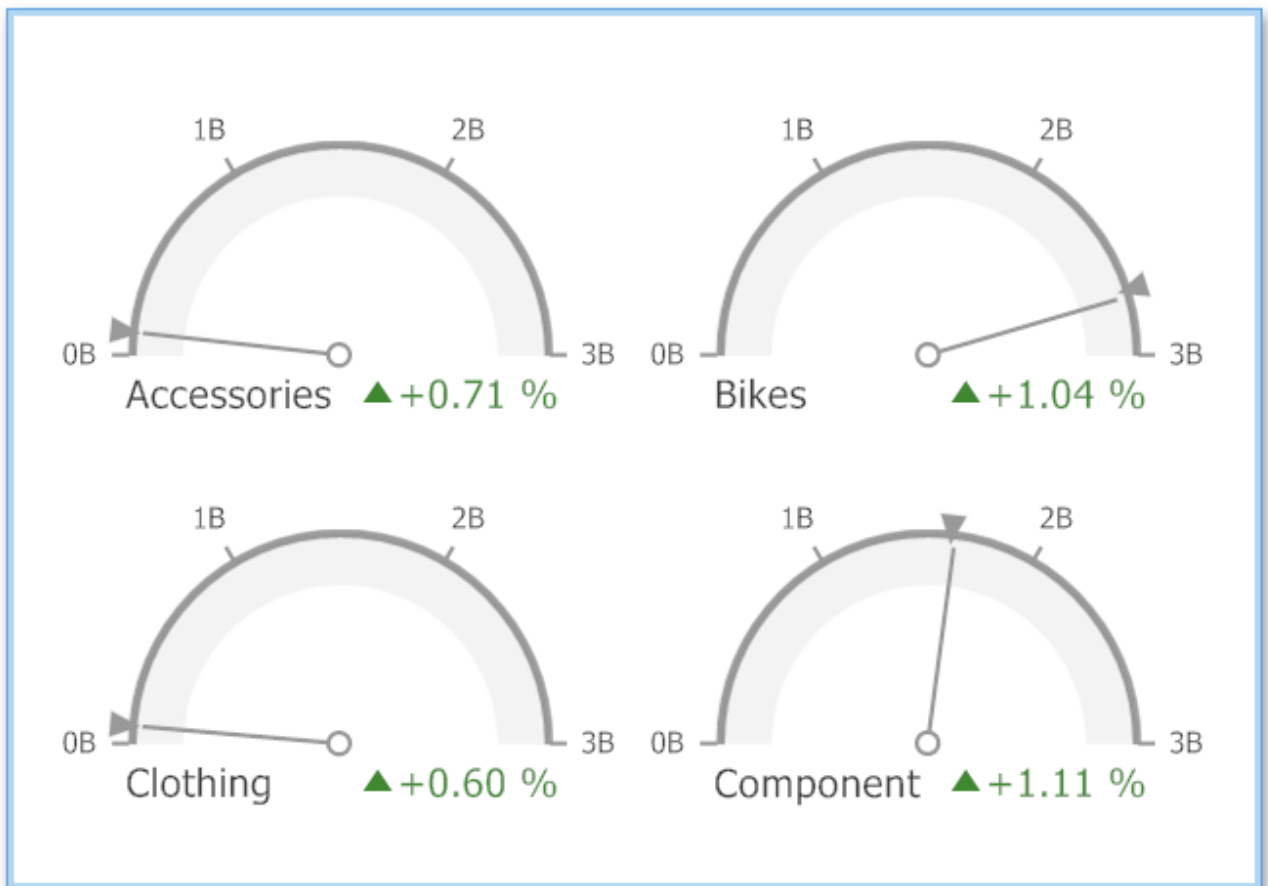 1B 2B
0B 3B
Accessories ▲+0.71 %
1B 2B
0B 3B
Bikes ▲+1.04 %
1B 2B
0B 3B
Clothing ▲+0.60 %
1B 2B
0B 3B
Component ▲+1.11 %